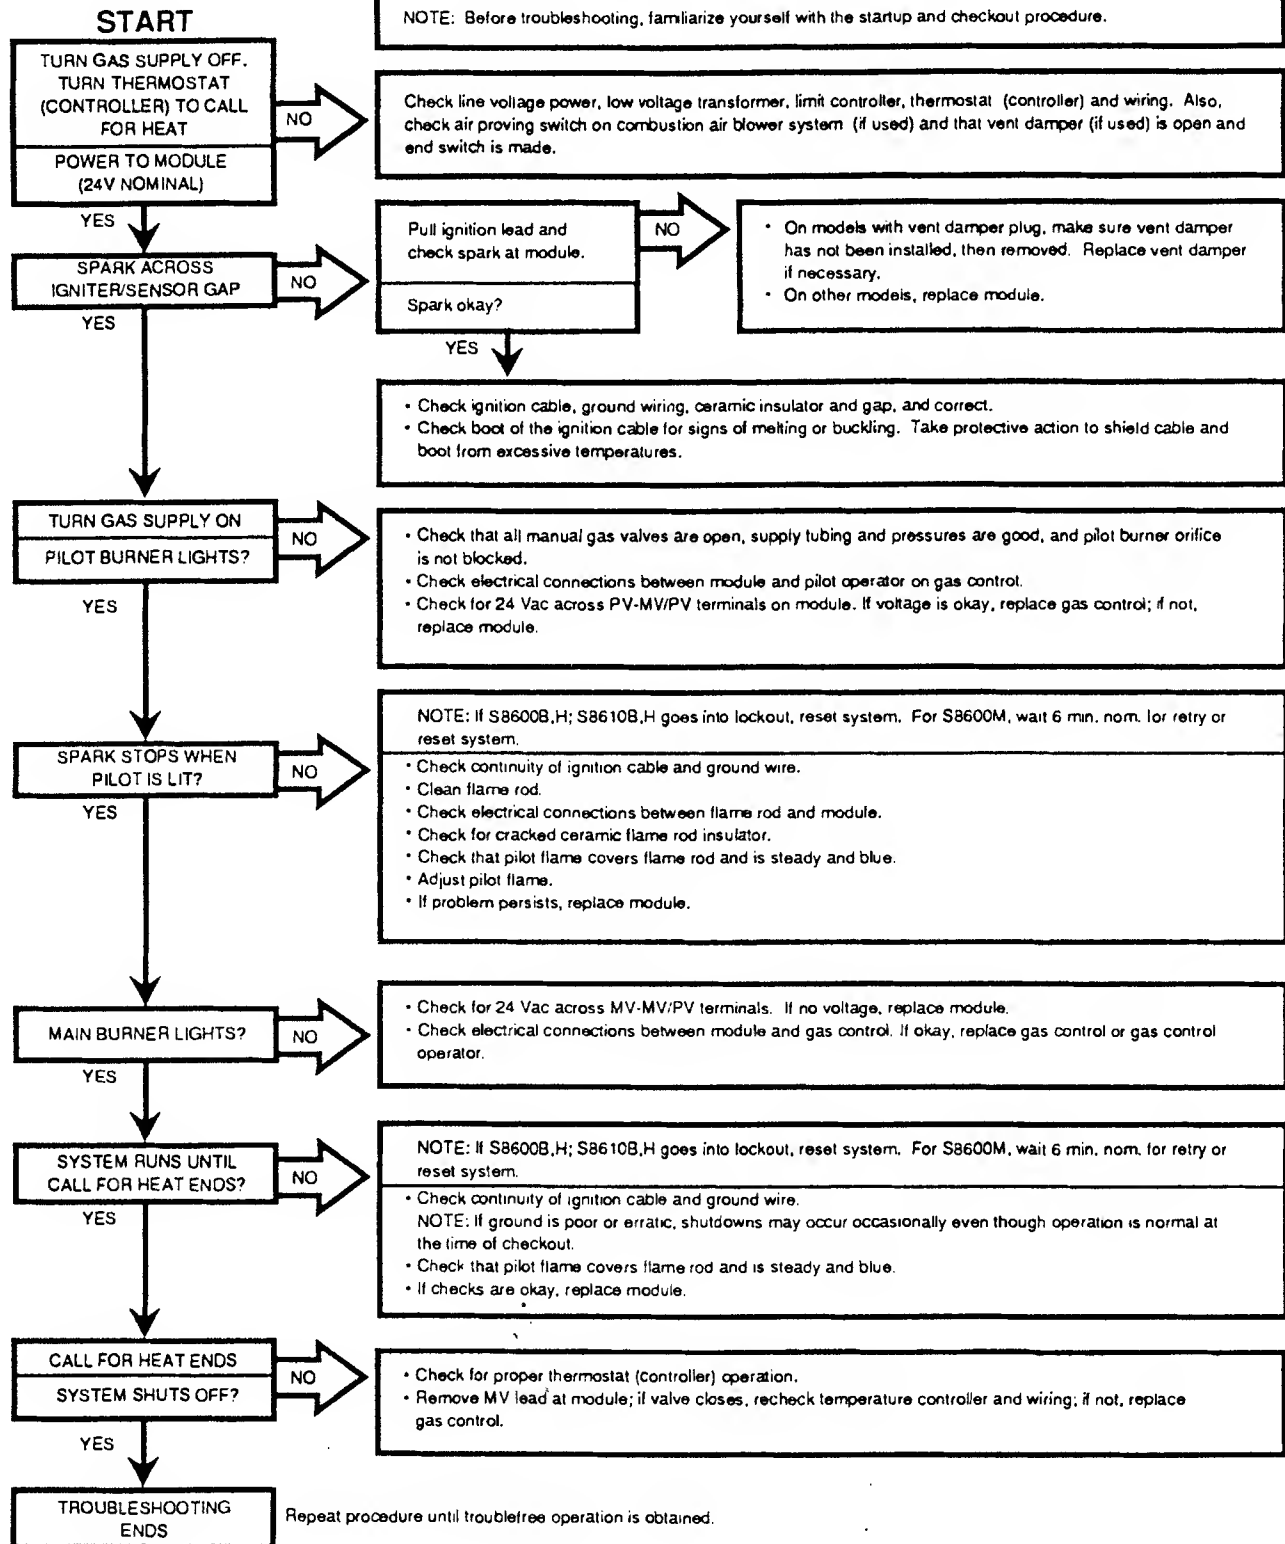 START
NOTE: Before troubleshooting, familiarize yourself with the startup and checkout procedure.
TURN GAS SUPPLY OFF.
TURN THERMOSTAT
(CONTROLLER) TO CALL
FOR HEAT
POWER TO MODULE
(24V NOMINAL)
NO
Check line voltage power, low voltage transformer, limit controller, thermostat (controller) and wiring. Also,
check air proving switch on combustion air blower system (if used) and that vent damper (if used) is open and
end switch is made.
YES
SPARK ACROSS
IGNITER/SENSOR GAP
NO
Pull ignition lead and
check spark at module.
Spark okay?
NO
• On models with vent damper plug, make sure vent damper
has not been installed, then removed. Replace vent damper
if necessary.
• On other models, replace module.
YES
• Check ignition cable, ground wiring, ceramic insulator and gap, and correct.
• Check boot of the ignition cable for signs of melting or buckling. Take protective action to shield cable and
boot from excessive temperatures.
YES
TURN GAS SUPPLY ON
PILOT BURNER LIGHTS?
NO
• Check that all manual gas valves are open, supply tubing and pressures are good, and pilot burner orifice
is not blocked.
• Check electrical connections between module and pilot operator on gas control.
• Check for 24 Vac across PV-MV/PV terminals on module. If voltage is okay, replace gas control; if not,
replace module.
YES
SPARK STOPS WHEN
PILOT IS LIT?
NO
NOTE: If S8600B,H; S8610B,H goes into lockout, reset system. For S8600M, wait 6 min. nom. for retry or
reset system.
• Check continuity of ignition cable and ground wire.
• Clean flame rod.
• Check electrical connections between flame rod and module.
• Check for cracked ceramic flame rod insulator.
• Check that pilot flame covers flame rod and is steady and blue.
• Adjust pilot flame.
• If problem persists, replace module.
YES
MAIN BURNER LIGHTS?
NO
• Check for 24 Vac across MV-MV/PV terminals. If no voltage, replace module.
• Check electrical connections between module and gas control. If okay, replace gas control or gas control
operator.
YES
SYSTEM RUNS UNTIL
CALL FOR HEAT ENDS?
NO
NOTE: If S8600B,H; S8610B,H goes into lockout, reset system. For S8600M, wait 6 min. nom. for retry or
reset system.
• Check continuity of ignition cable and ground wire.
NOTE: If ground is poor or erratic, shutdowns may occur occasionally even though operation is normal at
the time of checkout.
• Check that pilot flame covers flame rod and is steady and blue.
• If checks are okay, replace module.
YES
CALL FOR HEAT ENDS
SYSTEM SHUTS OFF?
NO
• Check for proper thermostat (controller) operation.
• Remove MV lead at module; if valve closes, recheck temperature controller and wiring; if not, replace
gas control.
YES
TROUBLESHOOTING
ENDS
Repeat procedure until troublefree operation is obtained.